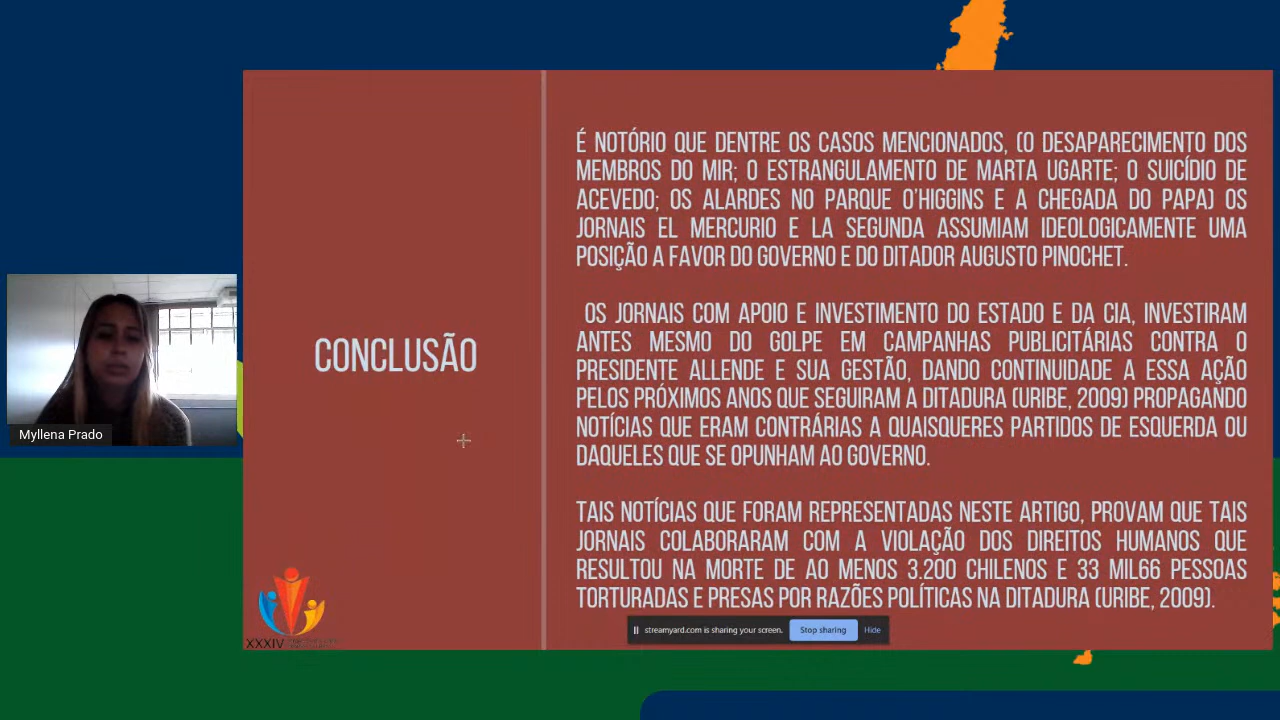 É NOTÓRIO QUE DENTRE OS CASOS MENCIONADOS, (O DESAPARECIMENTO DOS
MEMBROS DO MIR; O ESTRANGULAMENTO DE MARTA UGARTE; O SUICÍDIO DE
ACEVEDO; OS ALARDES NO PARQUE O'HIGGINS E A CHEGADA DO PAPA) OS
JORNAIS EL MERCURIO E LA SEGUNDA ASSUMIAM IDEOLOGICAMENTE UMA
POSIÇÃO A FAVOR DO GOVERNO E DO DITADOR AUGUSTO PINOCHET.
OS JORNAIS COM APOIO E INVESTIMENTO DO ESTADO E DA CIA, INVESTIRAM
ANTES MESMO DO GOLPE EM CAMPANHAS PUBLICITÁRIAS CONTRA O
PRESIDENTE ALLENDE E SUA GESTÃO, DANDO CONTINUIDADE A ESSA AÇÃO
PELOS PRÓXIMOS ANOS QUE SEGUIRAM A DITADURA (URIBE, 2009) PROPAGANDO
NOTÍCIAS QUE ERAM CONTRÁRIAS A QUAISQUERES PARTIDOS DE ESQUERDA OU
DAQUELES QUE SE OPUNHAM AO GOVERNO.
TAIS NOTÍCIAS QUE FORAM REPRESENTADAS NESTE ARTIGO, PROVAM QUE TAIS
JORNAIS COLABORARAM COM A VIOLAÇÃO DOS DIREITOS HUMANOS QUE
RESULTOU NA MORTE DE AO MENOS 3.200 CHILENOS E 33 MIL66 PESSOAS
TORTURADAS E PRESAS POR RAZÕES POLÍTICAS NA DITADURA (URIBE, 2009).
CONCLUSÃO
Myllena Prado
XXXIV
streamyard.com is sharing your screen.
Stop sharing
Hide